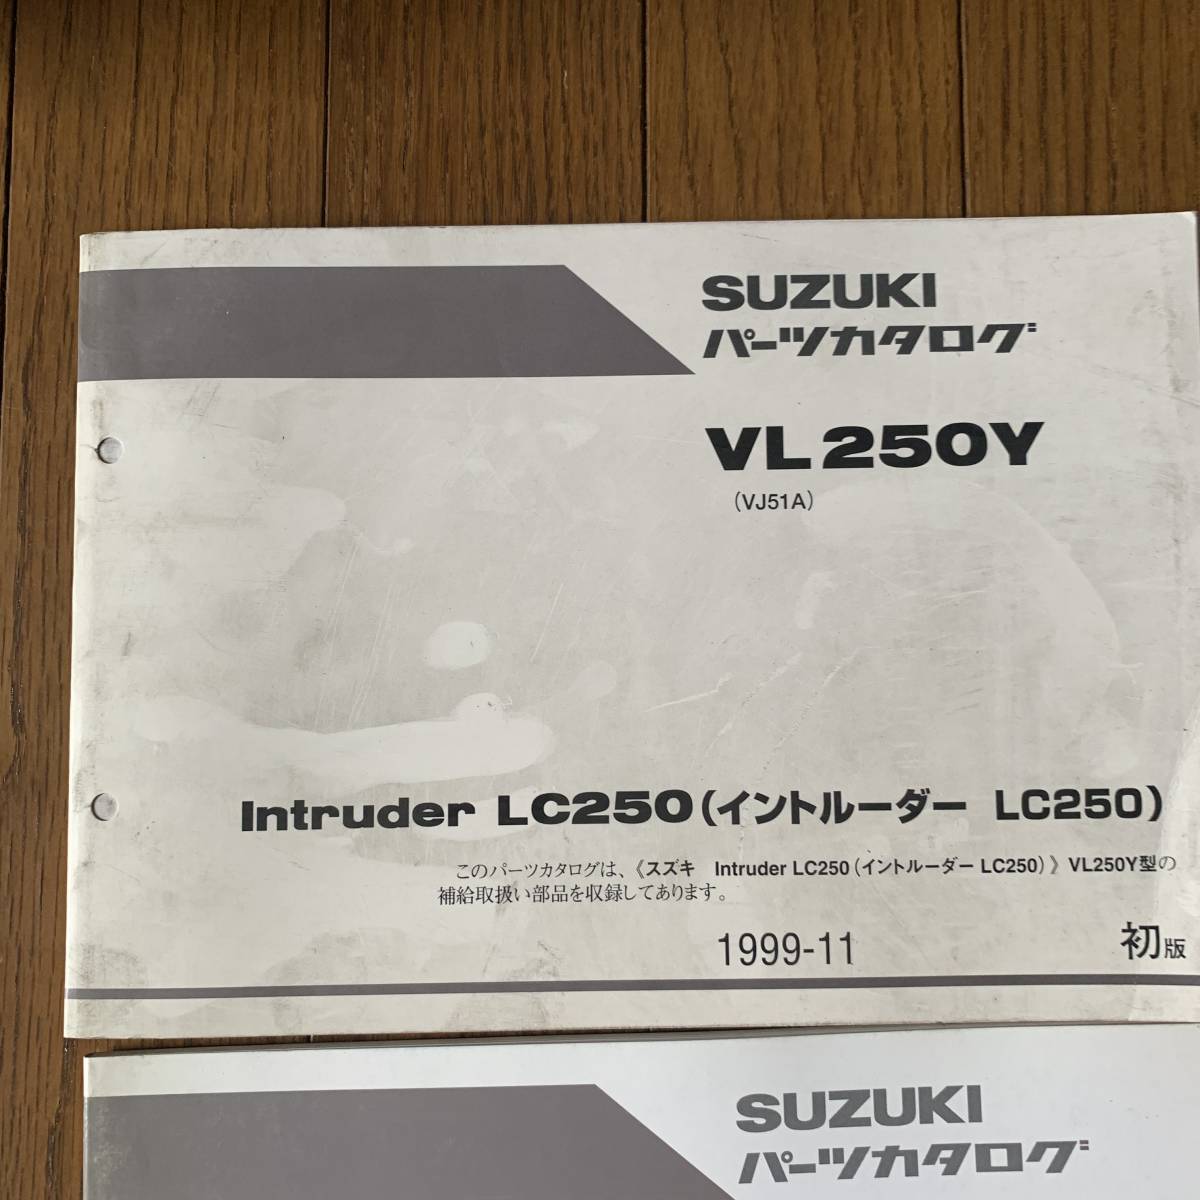 SUZUKI
パーツカタログ
VL250Y
(VJ51A)
Intruder LC250(イントルーダー LC250)
このパーツカタログは、《スズキ Intruder LC250(イントルーダー LC250)》VL250Y型の
補給取扱い部品を収録してあります。
1999-11 初版
SUZUKI
パーツカタログ